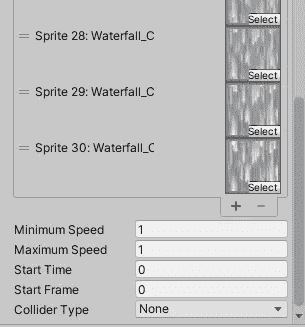 Select
Sprite 28: Waterfall_C
Select
Sprite 29: Waterfall_C
Select
Sprite 30: Waterfall_C
Select
+ −
Minimum Speed 1
Maximum Speed 1
Start Time 0
Start Frame 0
Collider Type None